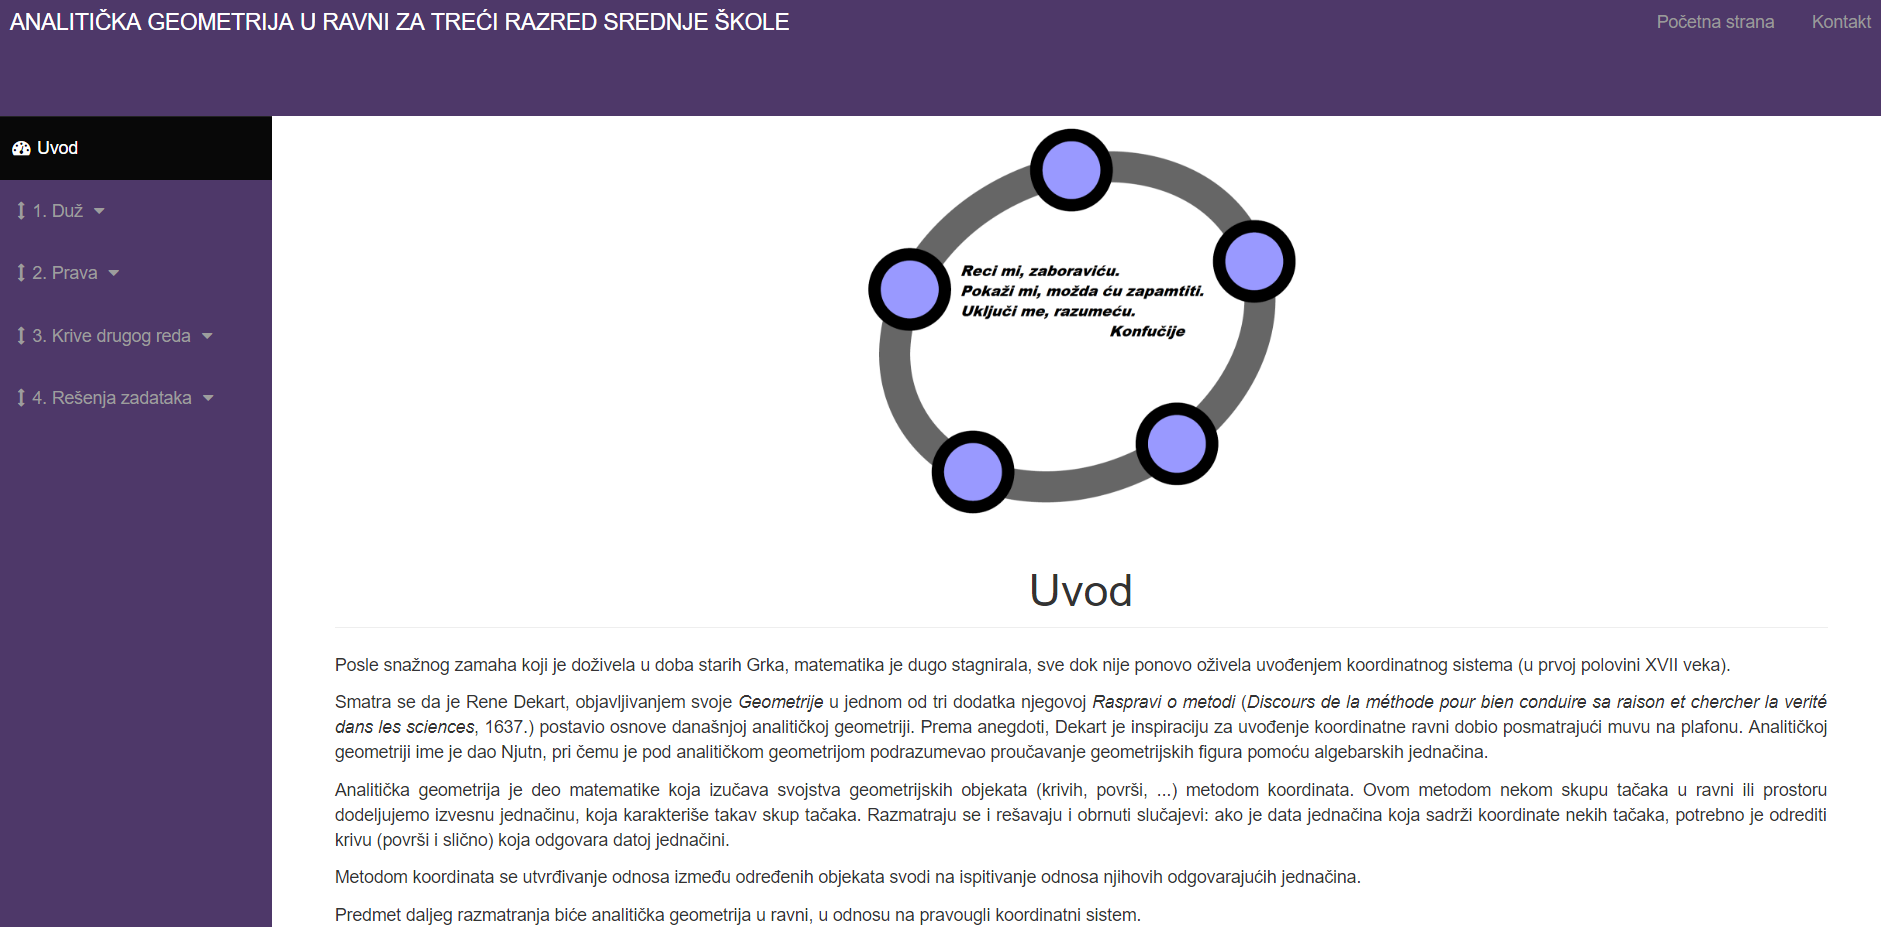 ANALITIČKA GEOMETRIJA U RAVNI ZA TREĆI RAZRED SREDNJE ŠKOLE
Početna strana
Kontakt
Uvod
1. Duž
2. Prava
3. Krive drugog reda
4. Rešenja zadataka
Reci mi, zaboraviću.
Pokaži mi, možda ću zapamtiti.
Uključi me, razumeću.
Konfučije
Uvod
Posle snažnog zamaha koji je doživela u doba starih Grka, matematika je dugo stagnirala, sve dok nije ponovo oživela uvođenjem koordinatnog sistema (u prvoj polovini XVII veka).
Smatra se da je Rene Dekart, objavljivanjem svoje Geometrije u jednom od tri dodatka njegovoj Raspravi o metodi (Discours de la méthode pour bien conduire sa raison et chercher la verité
dans les sciences, 1637.) postavio osnove današnjoj analitičkoj geometriji. Prema anegdoti, Dekart je inspiraciju za uvođenje koordinatne ravni dobio posmatrajući muvu na plafonu. Analitičkoj
geometriji ime je dao Njutn, pri čemu je pod analitičkom geometrijom podrazumevao proučavanje geometrijskih figura pomoću algebarskih jednačina.
Analitička geometrija je deo matematike koja izučava svojstva geometrijskih objekata (krivih, površi, ...) metodom koordinata. Ovom metodom nekom skupu tačaka u ravni ili prostoru
dodeljujemo izvesnu jednačinu, koja karakteriše takav skup tačaka. Razmatraju se i rešavaju i obrnuti slučajevi: ako je data jednačina koja sadrži koordinate nekih tačaka, potrebno je odrediti
krivu (površi i slično) koja odgovara datoj jednačini.
Metodom koordinata se utvrđivanje odnosa između određenih objekata svodi na ispitivanje odnosa njihovih odgovarajućih jednačina.
Predmet daljeg razmatranja biće analitička geometrija u ravni, u odnosu na pravougli koordinatni sistem.